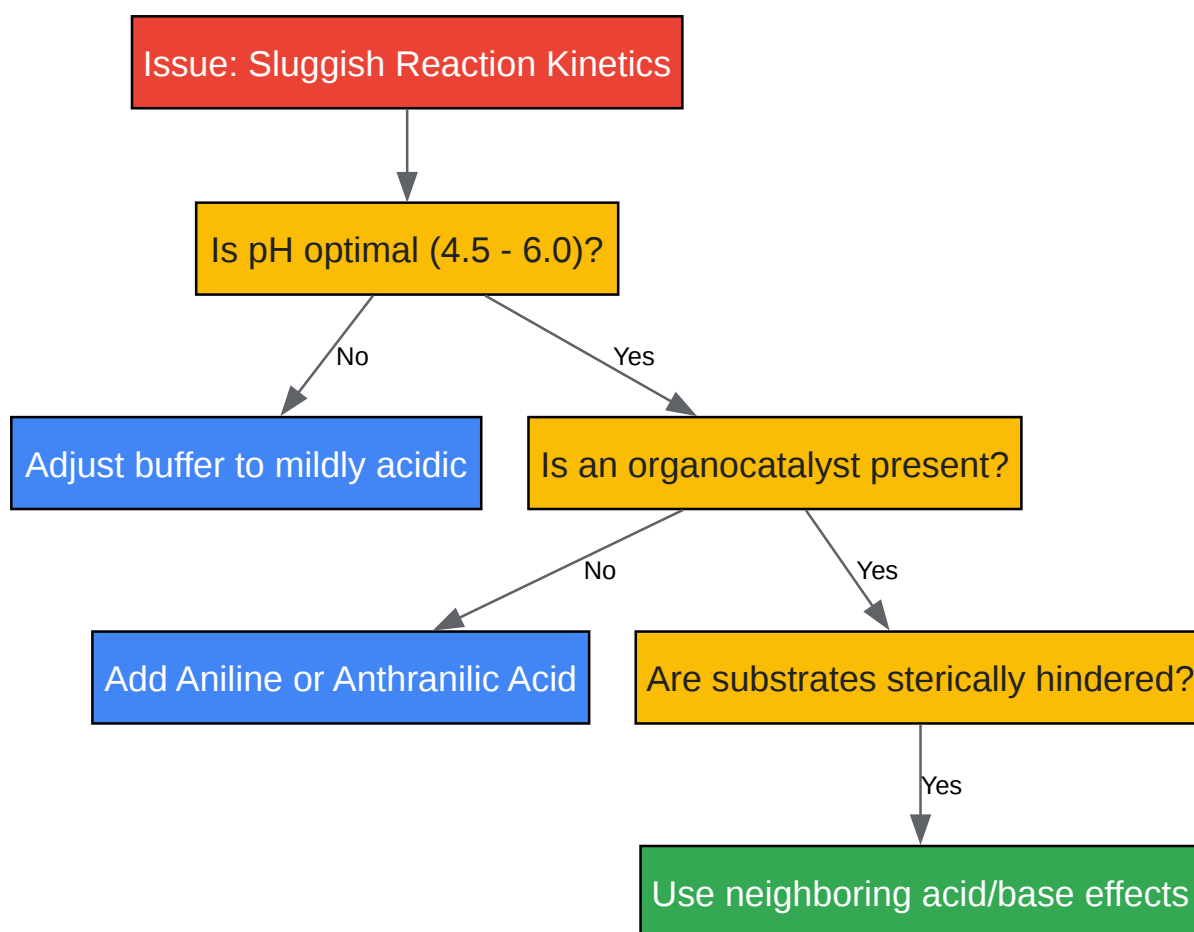 Issue: Sluggish Reaction Kinetics
Is pH optimal (4.5 - 6.0)?
No
Yes
Adjust buffer to mildly acidic
Is an organocatalyst present?
No
Yes
Add Aniline or Anthranilic Acid
Are substrates sterically hindered?
Yes
Use neighboring acid/base effects